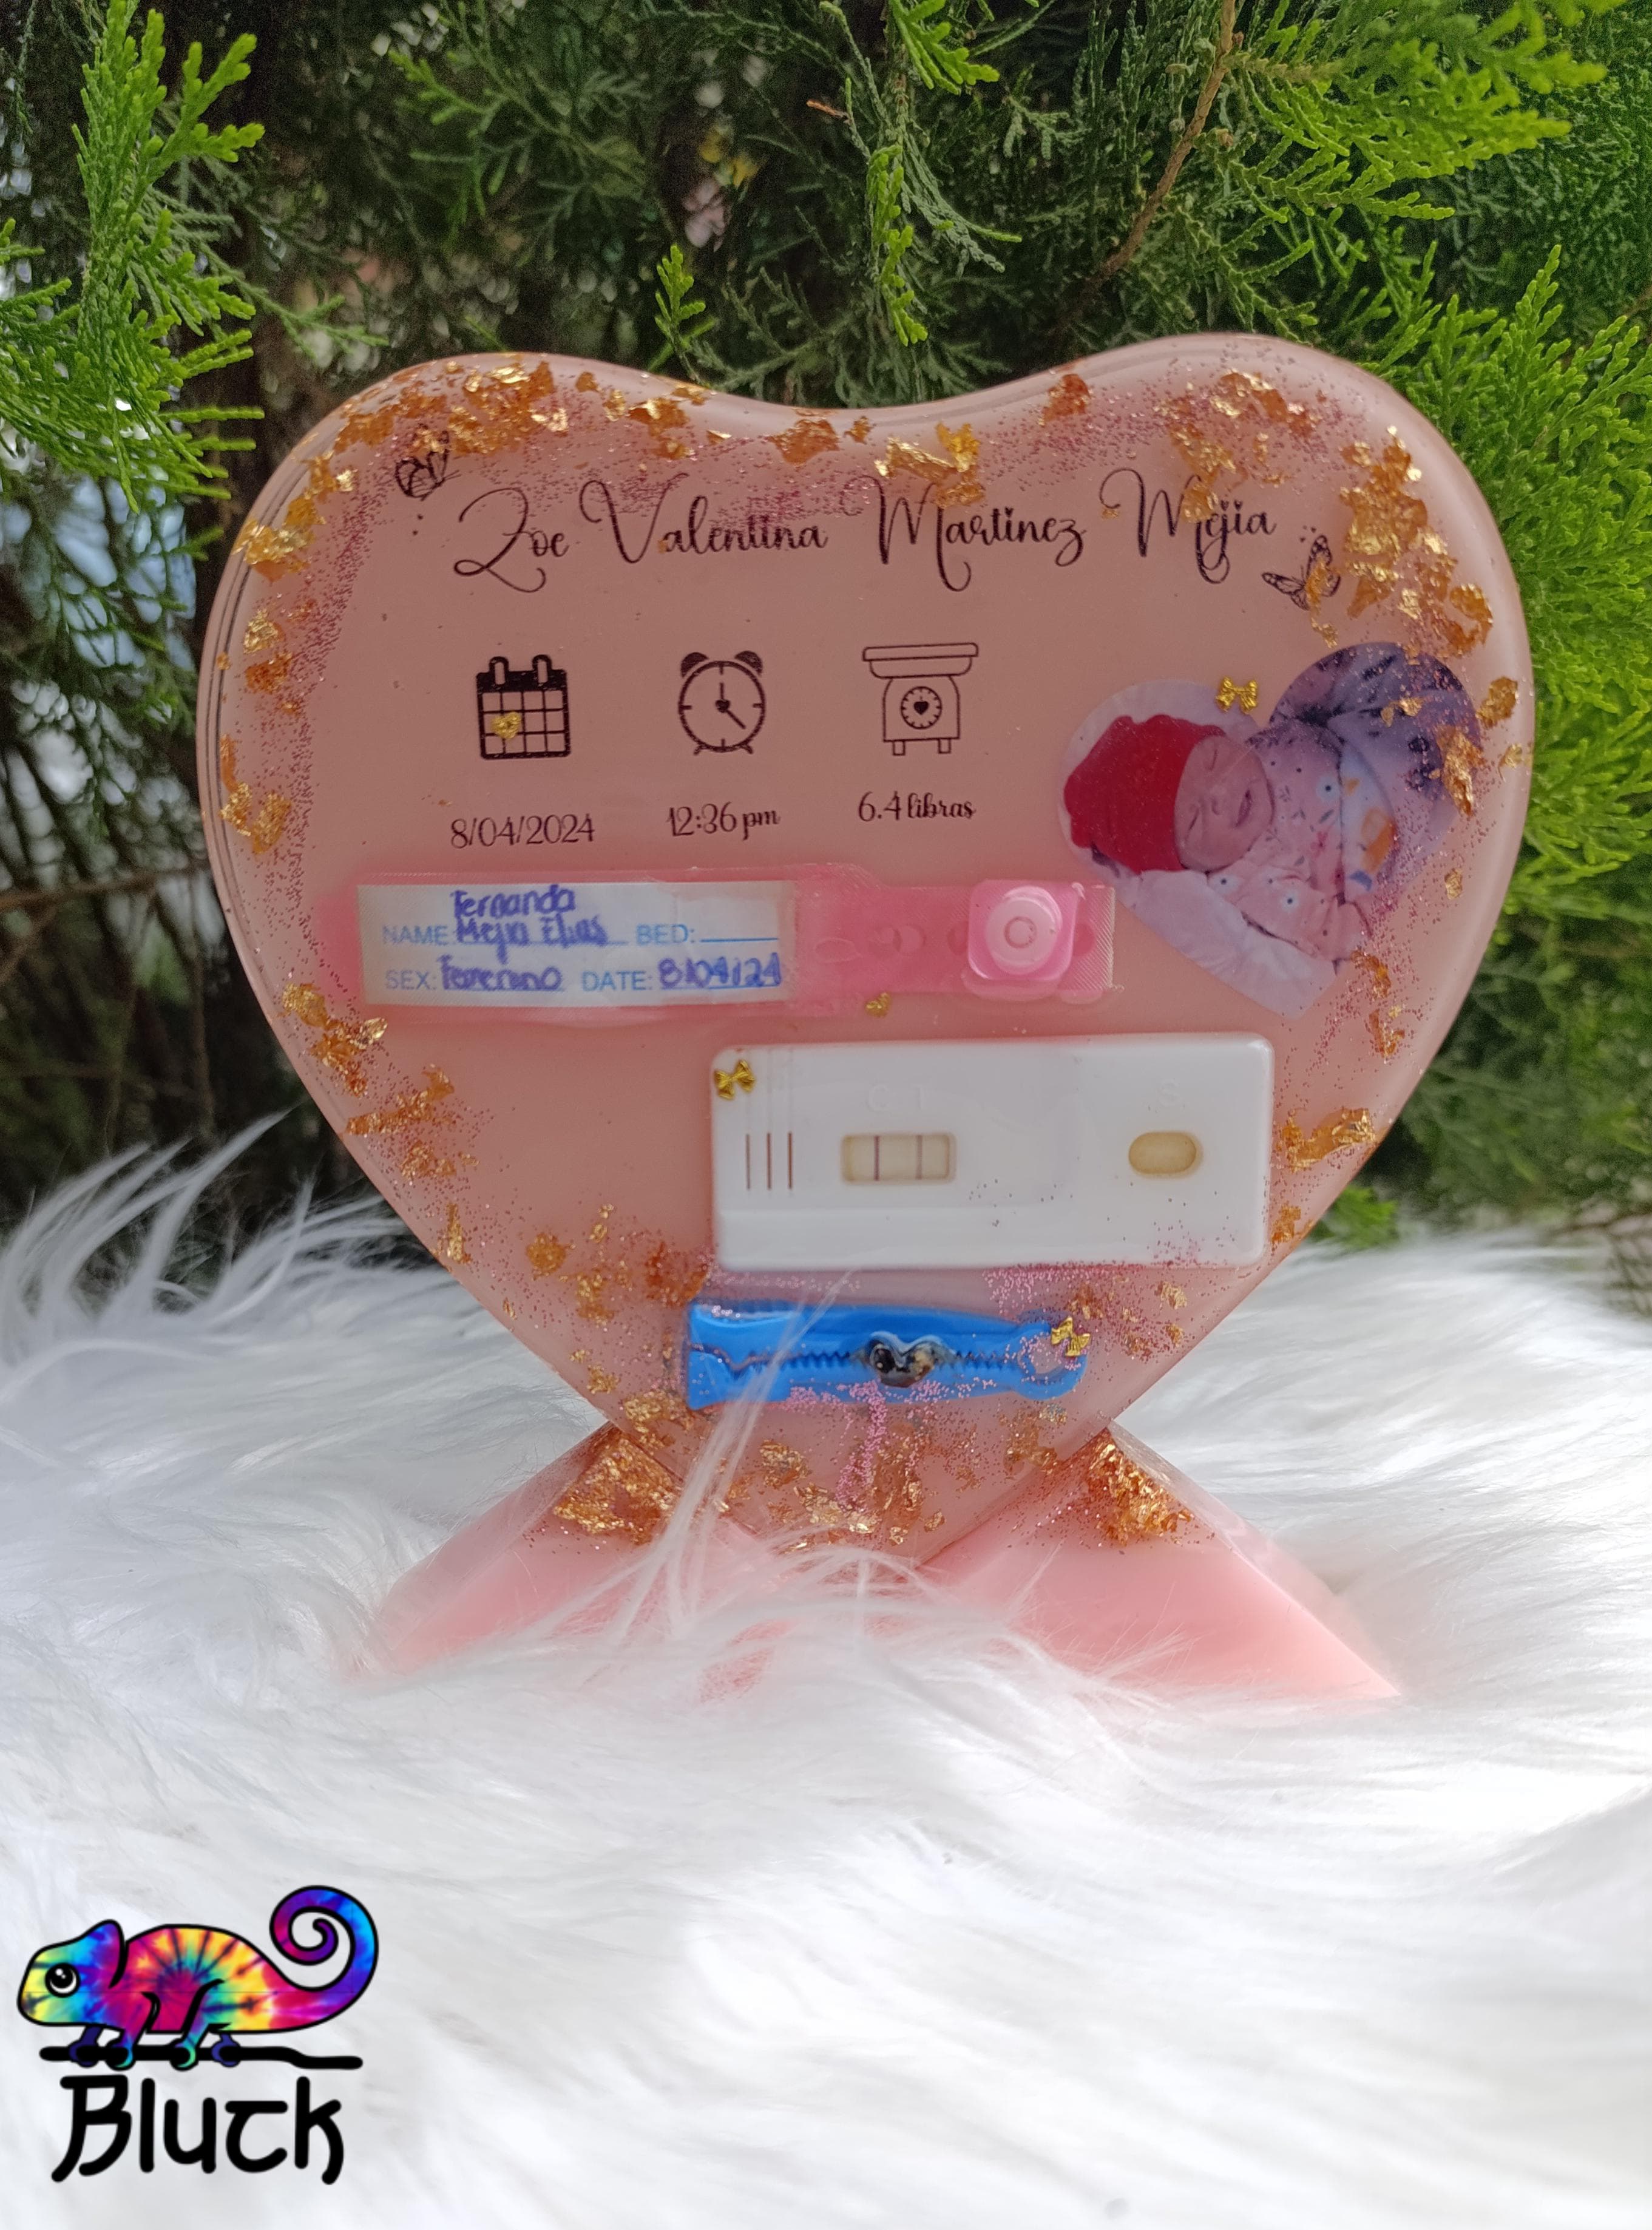 Zoe Valentina Martinez Mejia
8/04/2024
12:36 pm
6.4 libras
Fernanda
NAME Mejia Elias BED:
SEX: Femenino DATE: 8/04/24
C T
S
Bluck